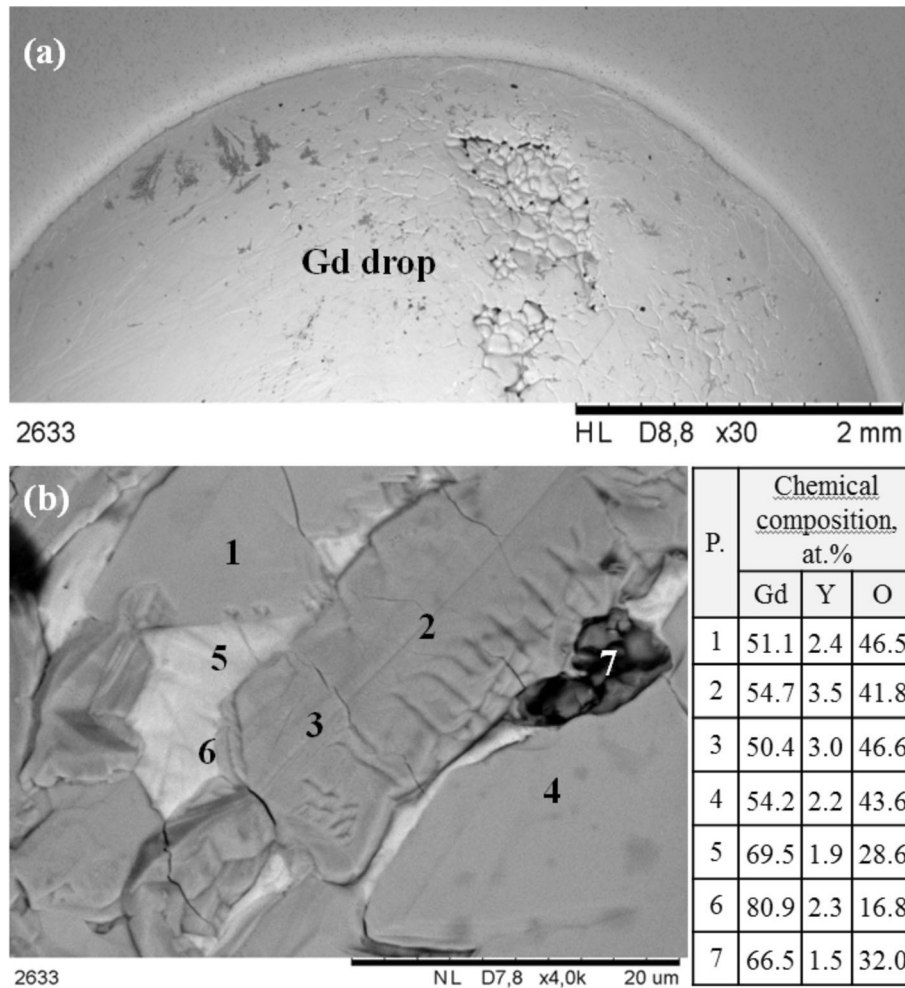 (a)
Gd drop
2633
HL D8,8 x30 2 mm
(b)
1
2
3
4
5
6
7
2633
NL D7,8 x4,0k 20 um
P.
Chemical
composition,
at.%
Gd Y O
1 51.1 2.4 46.5
2 54.7 3.5 41.8
3 50.4 3.0 46.6
4 54.2 2.2 43.6
5 69.5 1.9 28.6
6 80.9 2.3 16.8
7 66.5 1.5 32.0